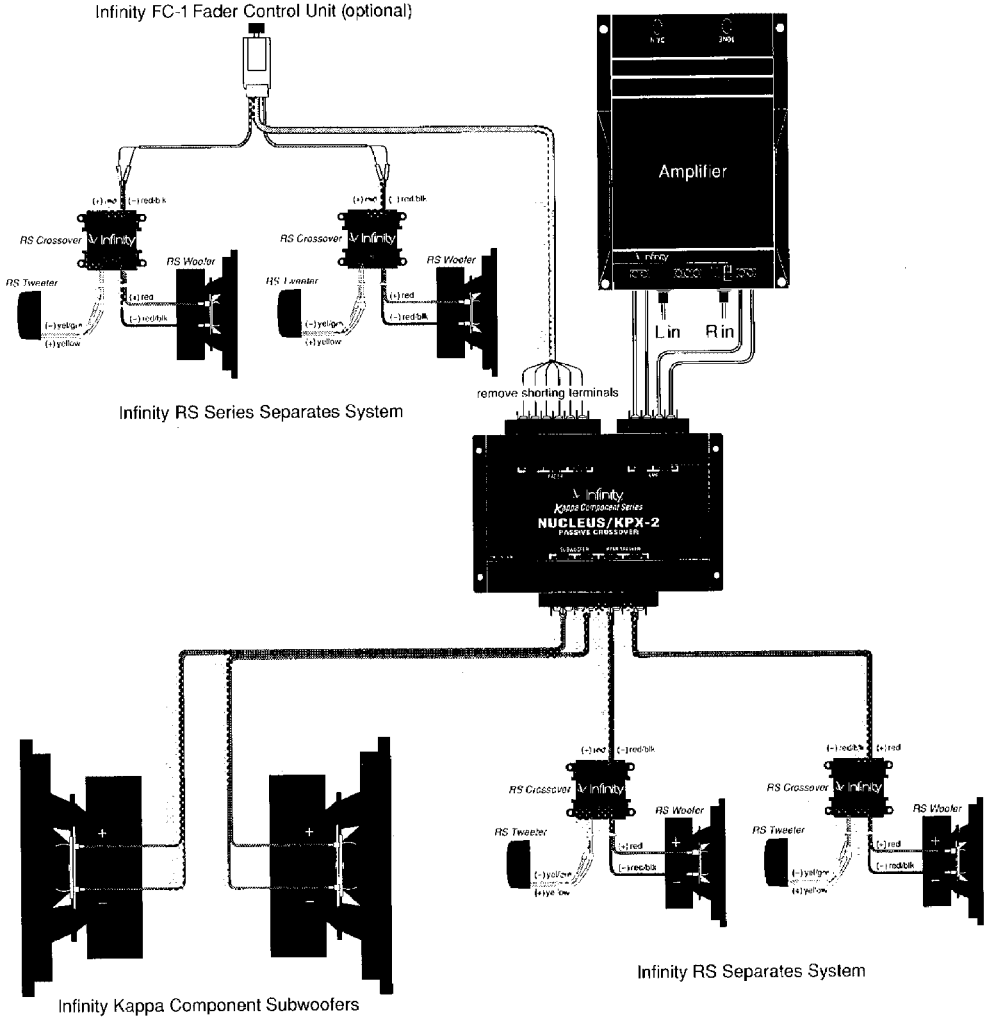 Infinity FC-1 Fader Control Unit (optional)
TONE
Amplifier
Infinity
L in
R in
(+) red
(−) red/blk
(+) red
(−) red/blk
RS Crossover
Infinity
RS Crossover
Infinity
RS Woofer
RS Woofer
RS Tweeter
RS Tweeter
(+) red
(−) red/blk
(−) yel/grn
(+) yellow
(+) red
(−) red/blk
(−) yel/grn
(+) yellow
Infinity RS Series Separates System
remove shorting terminals
FADER
AMP
Infinity
Kappa Component Series
NUCLEUS/KPX-2
PASSIVE CROSSOVER
SUBWOOFER
+
−
+
−
Infinity Kappa Component Subwoofers
(+) red
(−) red/blk
(−) red/blk
(+) red
RS Crossover
Infinity
RS Crossover
Infinity
RS Woofer
RS Woofer
RS Tweeter
RS Tweeter
(+) red
+
(−) red/blk
−
(−) yel/grn
(+) yellow
(+) red
+
(−) red/blk
−
(−) yel/grn
(+) yellow
Infinity RS Separates System